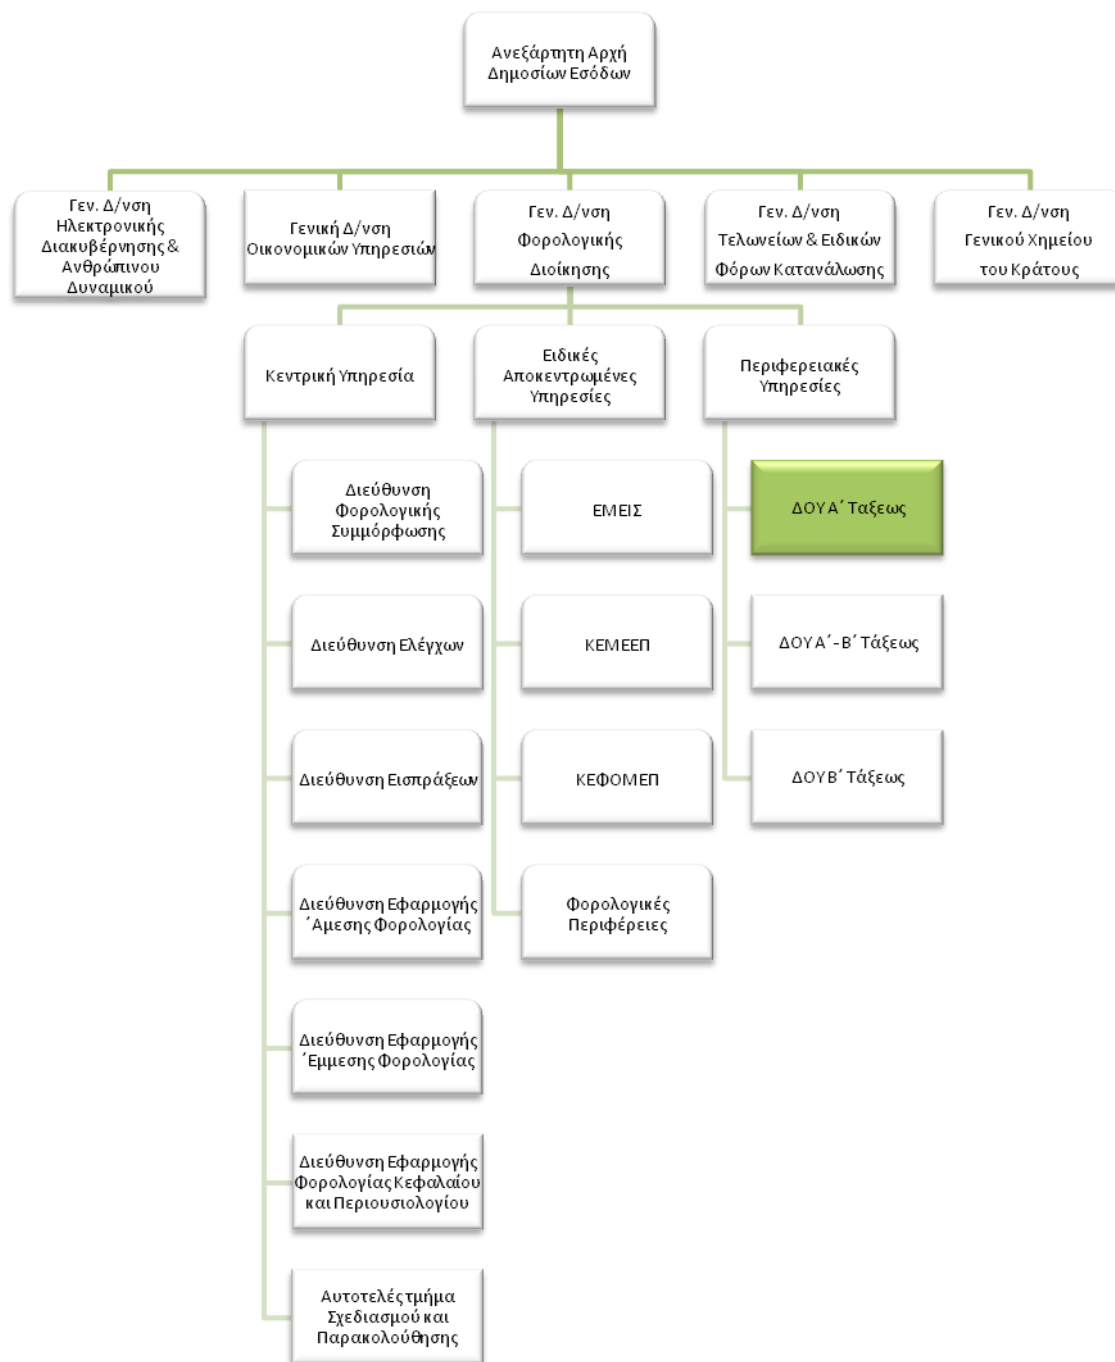 Ανεξάρτητη Αρχή
Δημοσίων Εσόδων
Γεν. Δ/νση
Ηλεκτρονικής
Διακυβέρνησης &
Ανθρώπινου
Δυναμικού
Γενική Δ/νση
Οικονομικών Υπηρεσιών
Γεν. Δ/νση
Φορολογικής
Διοίκησης
Γεν. Δ/νση
Τελωνείων & Ειδικών
Φόρων Κατανάλωσης
Γεν. Δ/νση
Γενικού Χημείου
του Κράτους
Κεντρική Υπηρεσία
Ειδικές
Αποκεντρωμένες
Υπηρεσίες
Περιφερειακές
Υπηρεσίες
Διεύθυνση
Φορολογικής
Συμμόρφωσης
Διεύθυνση Ελέγχων
Διεύθυνση Εισπράξεων
Διεύθυνση Εφαρμογής
΄Αμεσης Φορολογίας
Διεύθυνση Εφαρμογής
΄Εμμεσης Φορολογίας
Διεύθυνση Εφαρμογής
Φορολογίας Κεφαλαίου
και Περιουσιολογίου
Αυτοτελές τμήμα
Σχεδιασμού και
Παρακολούθησης
ΕΜΕΙΣ
ΚΕΜΕΕΠ
ΚΕΦΟΜΕΠ
Φορολογικές
Περιφέρειες
ΔΟΥ Α΄ Ταξεως
ΔΟΥ Α΄ - Β΄ Τάξεως
ΔΟΥ Β΄ Τάξεως